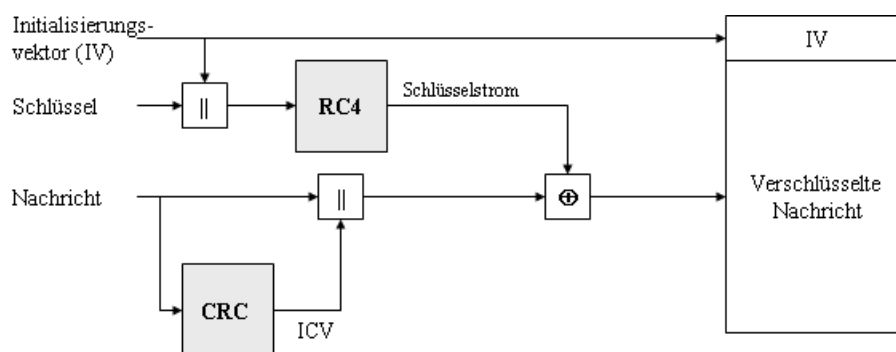 Initialisierungs-
vektor (IV)
IV
Schlüssel
||
RC4
Schlüsselstrom
Nachricht
||
⊕
Verschlüsselte
Nachricht
CRC
ICV